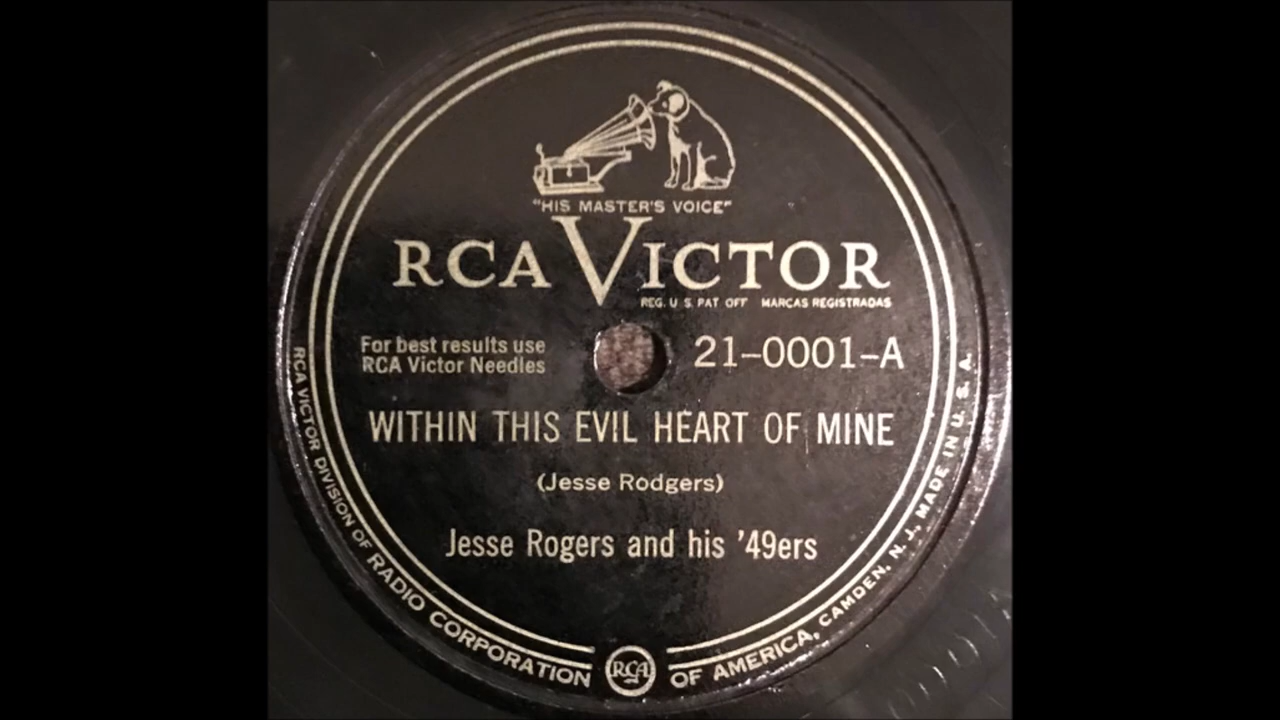 "HIS MASTER'S VOICE"
RCA VICTOR
REG. U S PAT OFF MARCAS REGISTRADAS
For best results use
RCA Victor Needles
21-0001-A
WITHIN THIS EVIL HEART OF MINE
(Jesse Rodgers)
Jesse Rogers and his '49ers
RCA VICTOR DIVISION OF RADIO CORPORATION OF AMERICA, CAMDEN, N. J., MADE IN U. S. A.
RCA